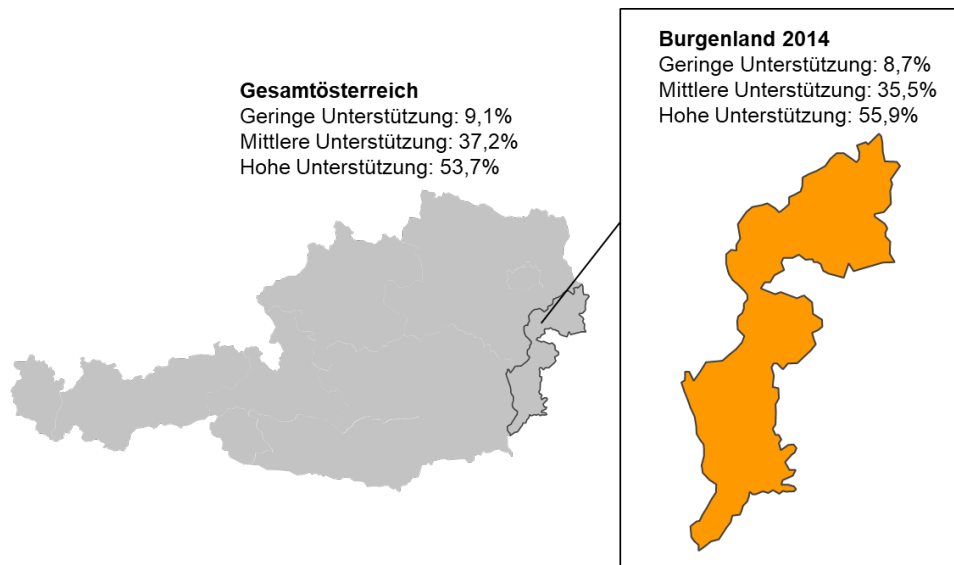 Gesamtösterreich
Geringe Unterstützung: 9,1%
Mittlere Unterstützung: 37,2%
Hohe Unterstützung: 53,7%
Burgenland 2014
Geringe Unterstützung: 8,7%
Mittlere Unterstützung: 35,5%
Hohe Unterstützung: 55,9%